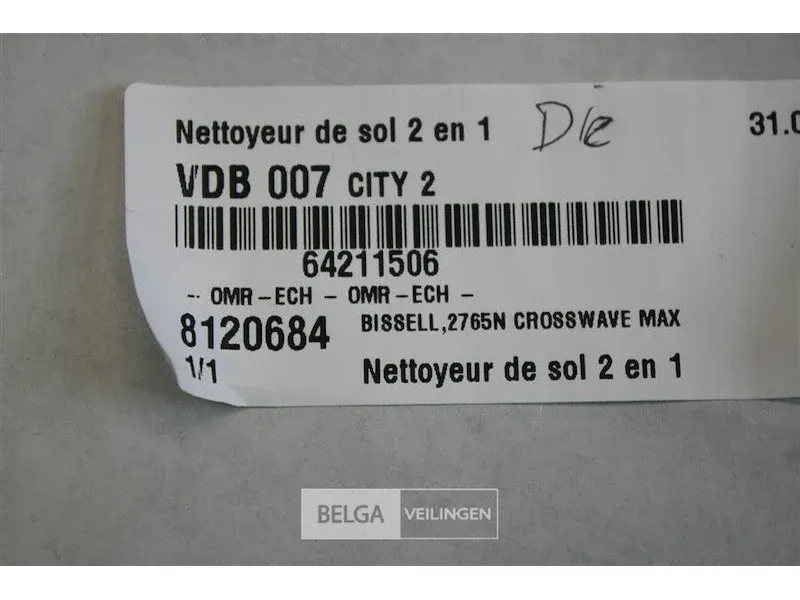 Nettoyeur de sol 2 en 1
31.0
VDB 007 CITY 2
64211506
-- OMR-ECH - OMR-ECH -
8120684 BISSELL,2765N CROSSWAVE MAX
1/1 Nettoyeur de sol 2 en 1
BELGA VEILINGEN